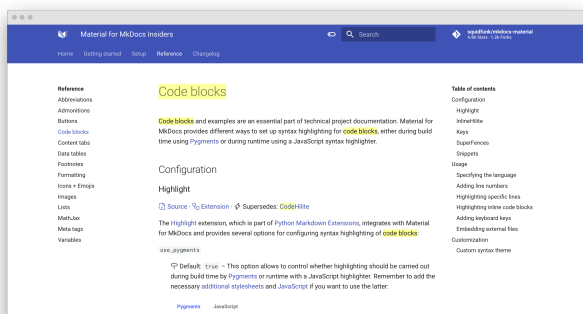 Material for MkDocs Insiders
Search
squidfunk/mkdocs-material
4.8k Stars · 1.2k Forks
Home Getting started Setup Reference Changelog
Reference
Abbreviations
Admonitions
Buttons
Code blocks
Content tabs
Data tables
Footnotes
Formatting
Icons + Emojis
Images
Lists
MathJax
Meta tags
Variables
Code blocks
Code blocks and examples are an essential part of technical project documentation. Material for
MkDocs provides different ways to set up syntax highlighting for code blocks, either during build
time using Pygments or during runtime using a JavaScript syntax highlighter.
Configuration
Highlight
Source · Extension · Supersedes: CodeHilite
The Highlight extension, which is part of Python Markdown Extensions, integrates with Material
for MkDocs and provides several options for configuring syntax highlighting of code blocks:
use_pygments
Default: true – This option allows to control whether highlighting should be carried out
during build time by Pygments or runtime with a JavaScript highlighter. Remember to add the
necessary additional stylesheets and JavaScript if you want to use the latter:
Pygments JavaScript
Table of contents
Configuration
Highlight
InlineHilite
Keys
SuperFences
Snippets
Usage
Specifying the language
Adding line numbers
Highlighting specific lines
Highlighting inline code blocks
Adding keyboard keys
Embedding external files
Customization
Custom syntax theme